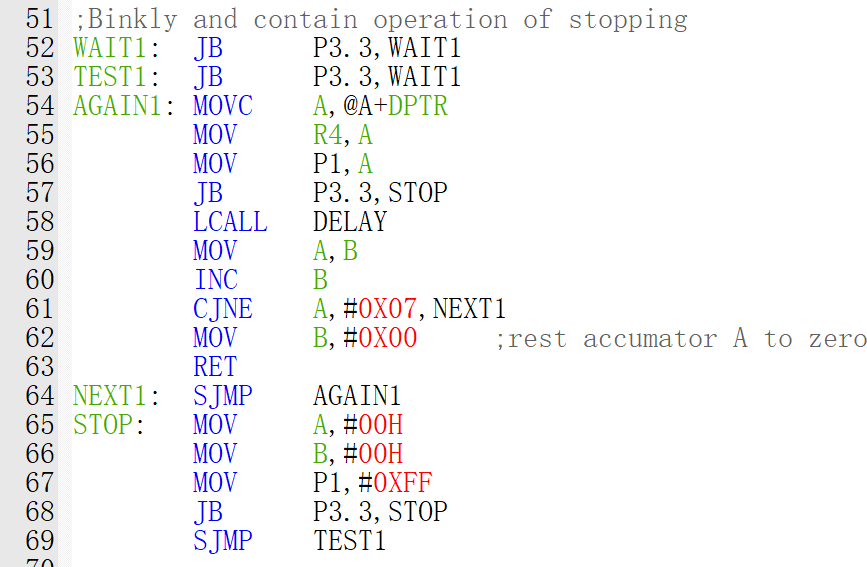 51 ;Binkly and contain operation of stopping
52 WAIT1: JB P3.3,WAIT1
53 TEST1: JB P3.3,WAIT1
54 AGAIN1: MOVC A,@A+DPTR
55 MOV R4,A
56 MOV P1,A
57 JB P3.3,STOP
58 LCALL DELAY
59 MOV A,B
60 INC B
61 CJNE A,#0X07,NEXT1
62 MOV B,#0X00 ;rest accumator A to zero
63 RET
64 NEXT1: SJMP AGAIN1
65 STOP: MOV A,#00H
66 MOV B,#00H
67 MOV P1,#0XFF
68 JB P3.3,STOP
69 SJMP TEST1
70